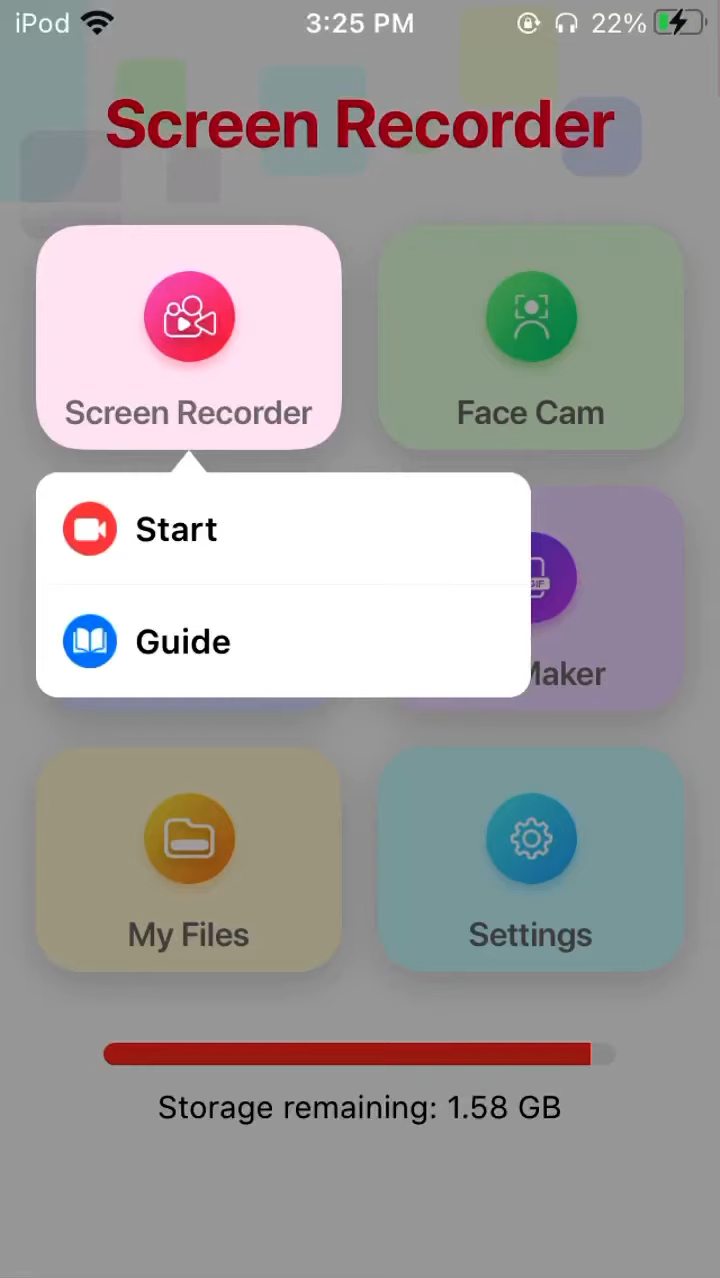 iPod 3:25 PM 22%
Screen Recorder
Screen Recorder
Face Cam
Start
Guide
GIF
Maker
My Files
Settings
Storage remaining: 1.58 GB